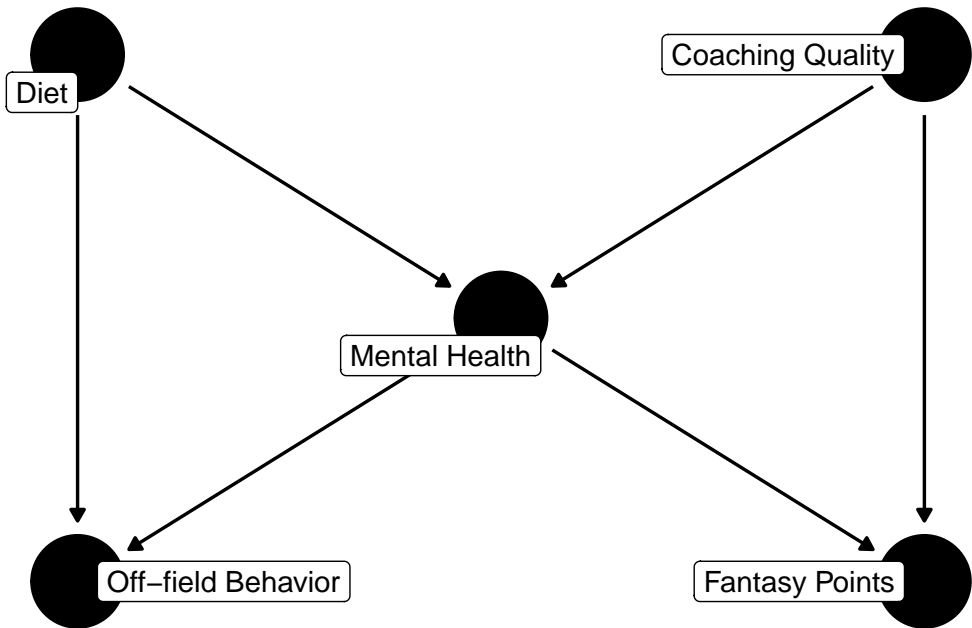 Diet
Coaching Quality
Mental Health
Off−field Behavior
Fantasy Points